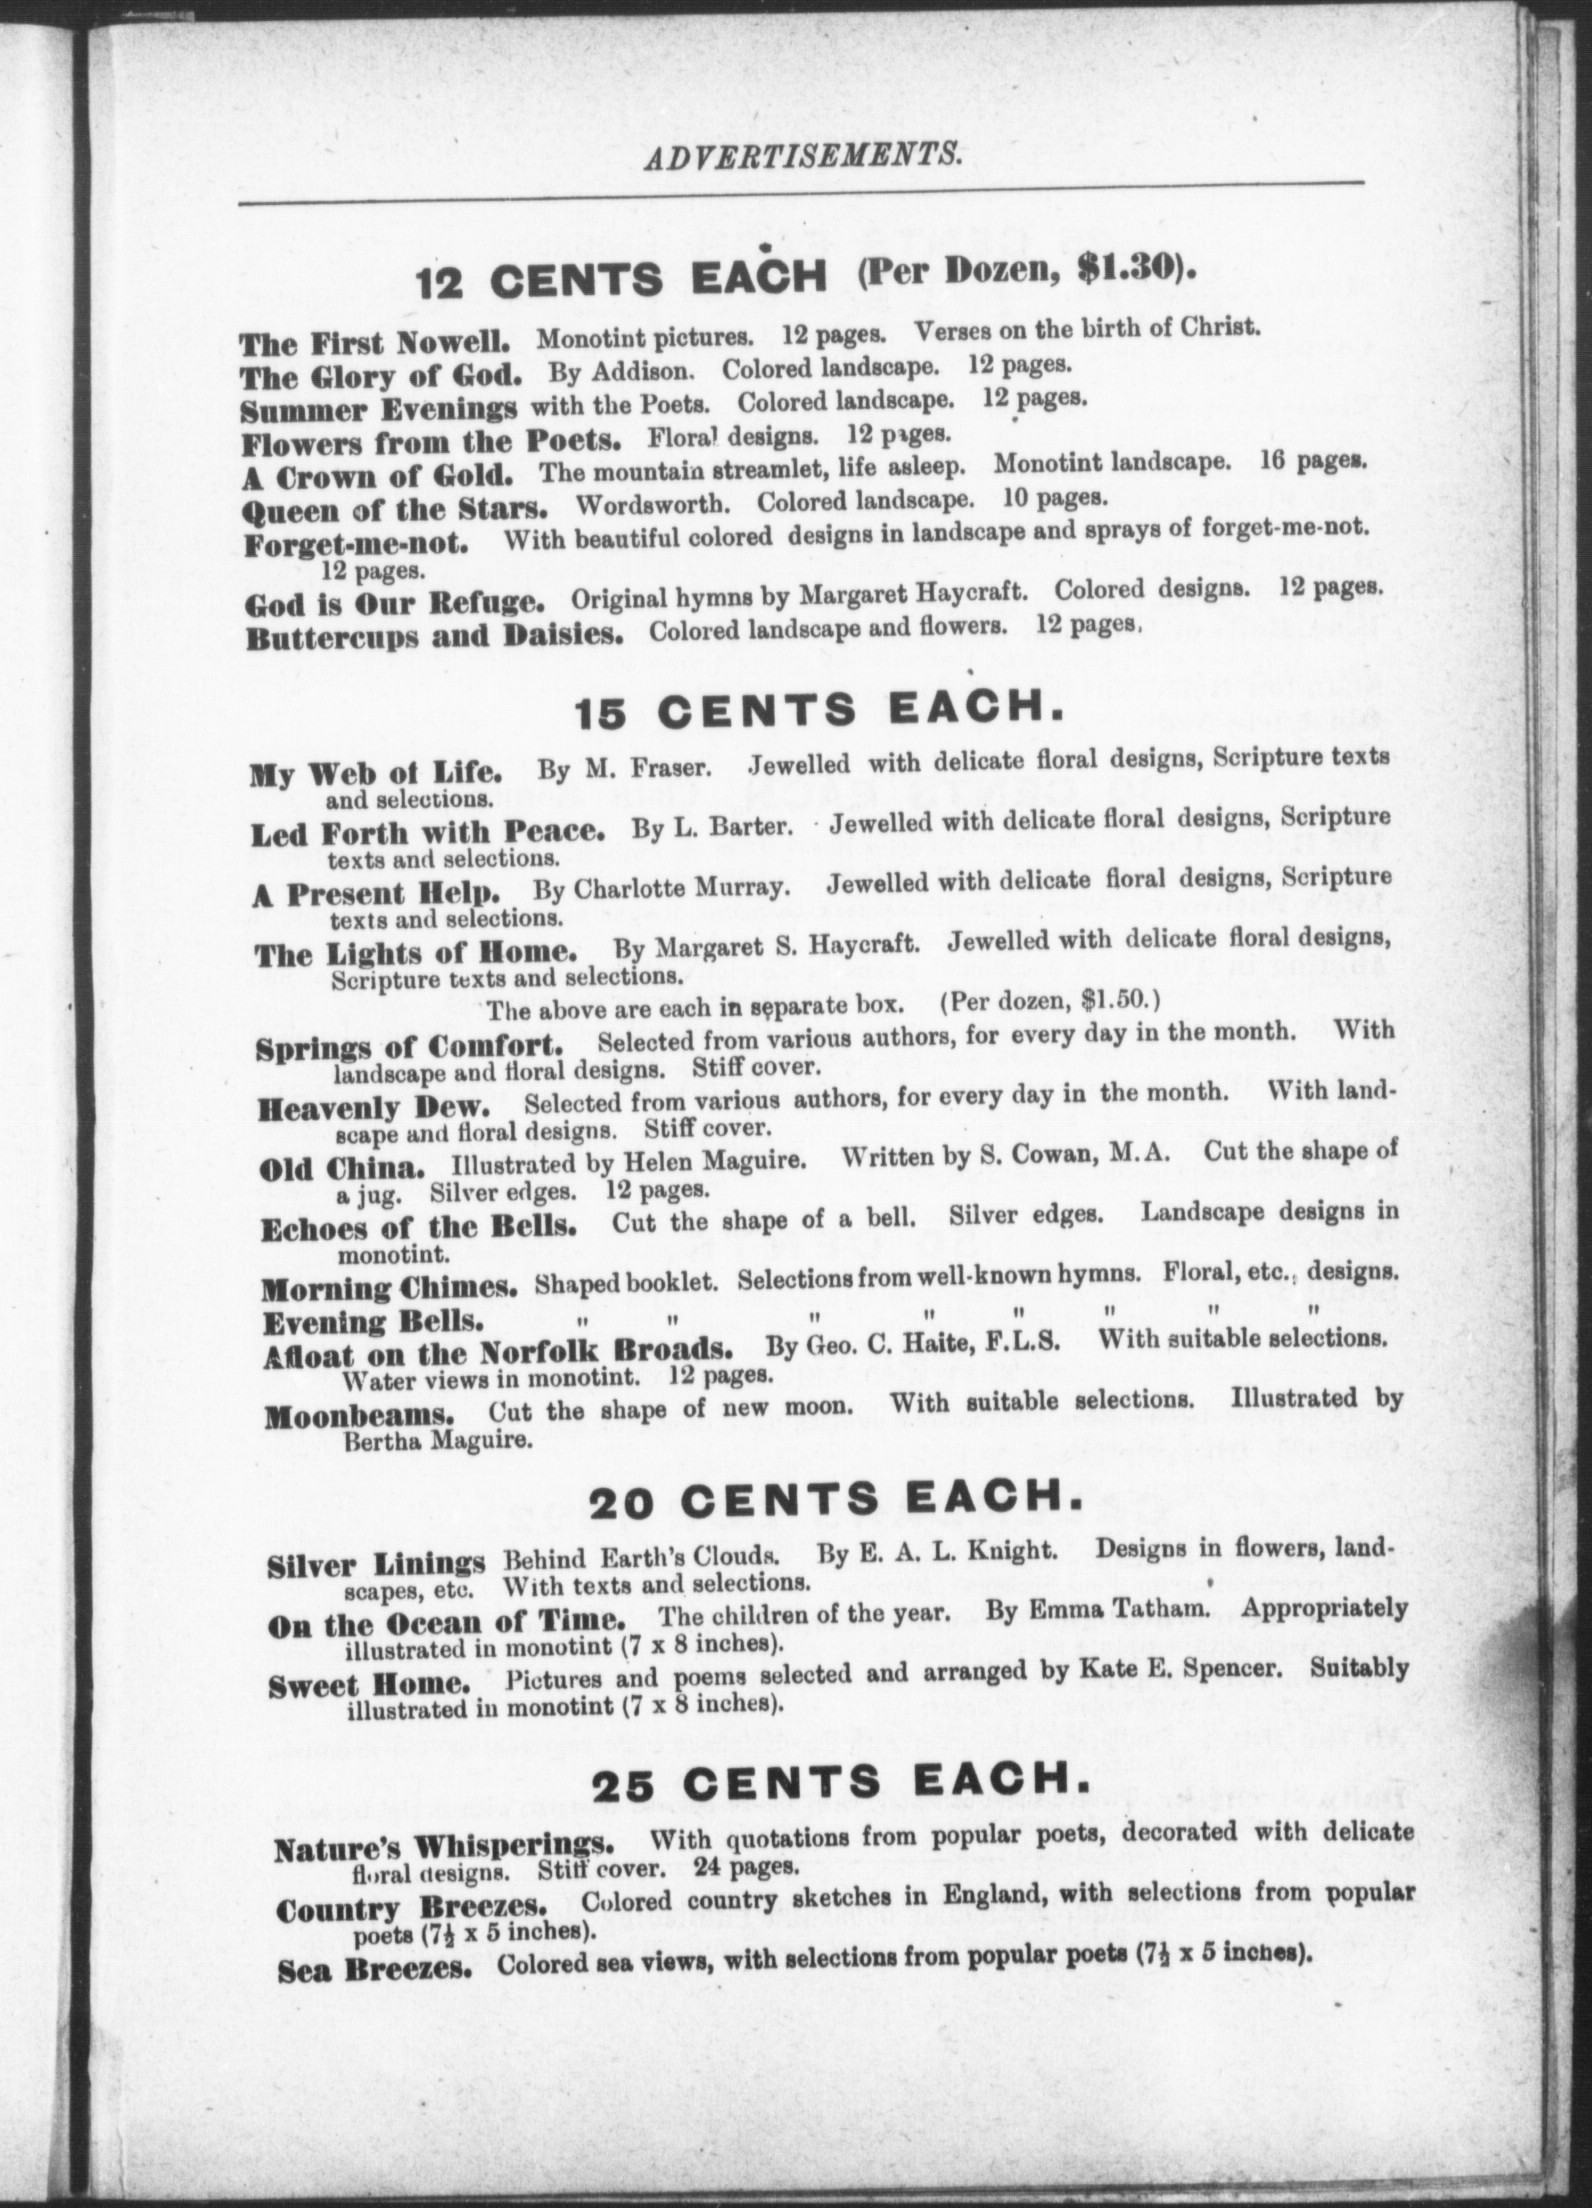 ADVERTISEMENTS.
12 CENTS EACH (Per Dozen, $1.30).
The First Nowell. Monotint pictures. 12 pages. Verses on the birth of Christ.
The Glory of God. By Addison. Colored landscape. 12 pages.
Summer Evenings with the Poets. Colored landscape. 12 pages.
Flowers from the Poets. Floral designs. 12 pages.
A Crown of Gold. The mountain streamlet, life asleep. Monotint landscape. 16 pages.
Queen of the Stars. Wordsworth. Colored landscape. 10 pages.
Forget-me-not. With beautiful colored designs in landscape and sprays of forget-me-not.
12 pages.
God is Our Refuge. Original hymns by Margaret Haycraft. Colored designs. 12 pages.
Buttercups and Daisies. Colored landscape and flowers. 12 pages.
15 CENTS EACH.
My Web of Life. By M. Fraser. Jewelled with delicate floral designs, Scripture texts
and selections.
Led Forth with Peace. By L. Barter. Jewelled with delicate floral designs, Scripture
texts and selections.
A Present Help. By Charlotte Murray. Jewelled with delicate floral designs, Scripture
texts and selections.
The Lights of Home. By Margaret S. Haycraft. Jewelled with delicate floral designs,
Scripture texts and selections.
The above are each in separate box. (Per dozen, $1.50.)
Springs of Comfort. Selected from various authors, for every day in the month. With
landscape and floral designs. Stiff cover.
Heavenly Dew. Selected from various authors, for every day in the month. With land-
scape and floral designs. Stiff cover.
Old China. Illustrated by Helen Maguire. Written by S. Cowan, M.A. Cut the shape of
a jug. Silver edges. 12 pages.
Echoes of the Bells. Cut the shape of a bell. Silver edges. Landscape designs in
monotint.
Morning Chimes. Shaped booklet. Selections from well-known hymns. Floral, etc., designs.
Evening Bells. " " " " " " " "
Afloat on the Norfolk Broads. By Geo. C. Haite, F.L.S. With suitable selections.
Water views in monotint. 12 pages.
Moonbeams. Cut the shape of new moon. With suitable selections. Illustrated by
Bertha Maguire.
20 CENTS EACH.
Silver Linings Behind Earth's Clouds. By E. A. L. Knight. Designs in flowers, land-
scapes, etc. With texts and selections.
On the Ocean of Time. The children of the year. By Emma Tatham. Appropriately
illustrated in monotint (7 x 8 inches).
Sweet Home. Pictures and poems selected and arranged by Kate E. Spencer. Suitably
illustrated in monotint (7 x 8 inches).
25 CENTS EACH.
Nature's Whisperings. With quotations from popular poets, decorated with delicate
floral designs. Stiff cover. 24 pages.
Country Breezes. Colored country sketches in England, with selections from popular
poets (7½ x 5 inches).
Sea Breezes. Colored sea views, with selections from popular poets (7½ x 5 inches).